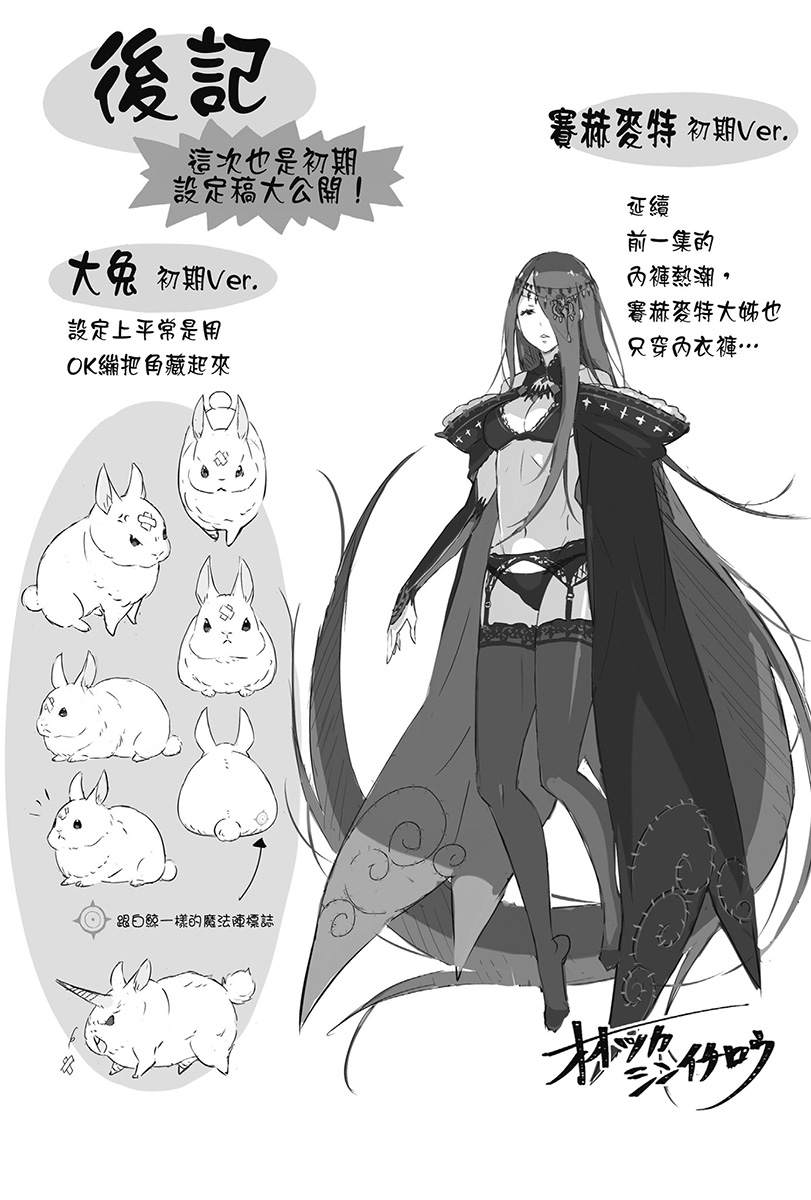 後記
這次也是初期
設定稿大公開！
大兔 初期Ver.
設定上平常是用
OK繃把角藏起來
跟白鯨一樣的魔法陣標誌
賽赫麥特 初期Ver.
延續
前一集的
內褲熱潮，
賽赫麥特大姊也
只穿內衣褲…
オオツカ
シンイチロウ